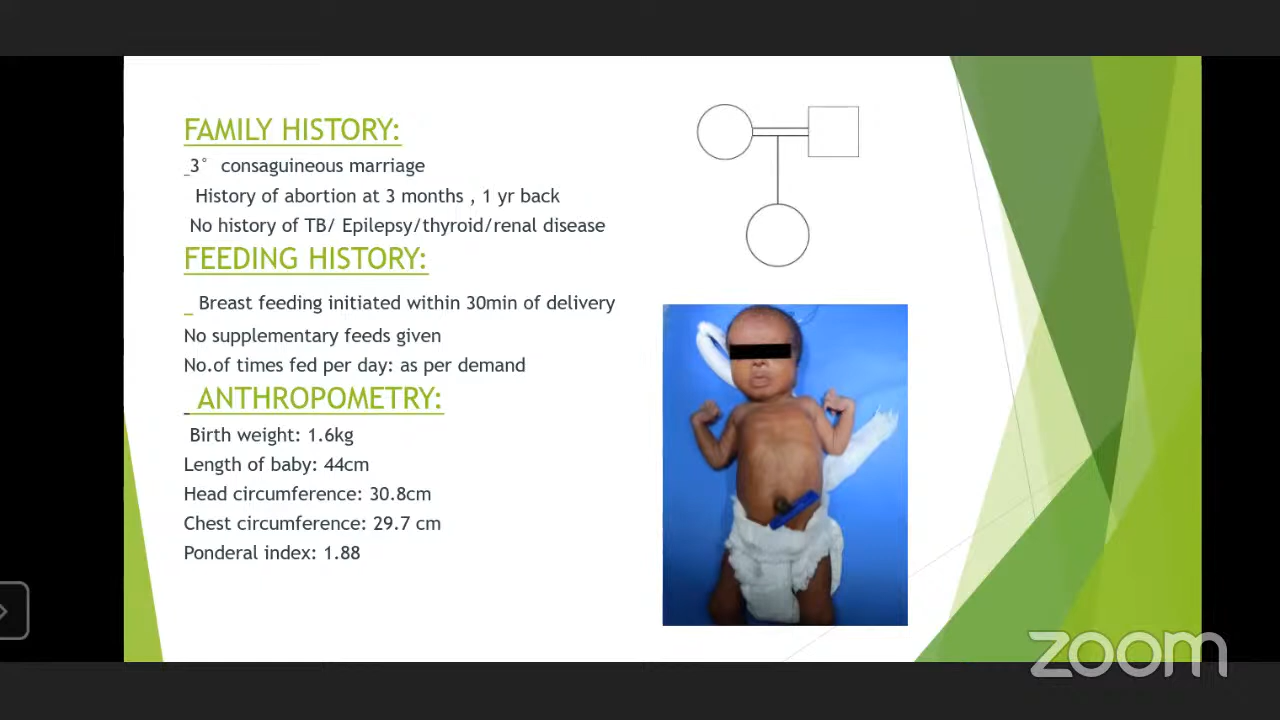 FAMILY HISTORY:
_3° consaguineous marriage
History of abortion at 3 months , 1 yr back
No history of TB/ Epilepsy/thyroid/renal disease
FEEDING HISTORY:
_ Breast feeding initiated within 30min of delivery
No supplementary feeds given
No.of times fed per day: as per demand
_ ANTHROPOMETRY:
Birth weight: 1.6kg
Length of baby: 44cm
Head circumference: 30.8cm
Chest circumference: 29.7 cm
Ponderal index: 1.88
zoom